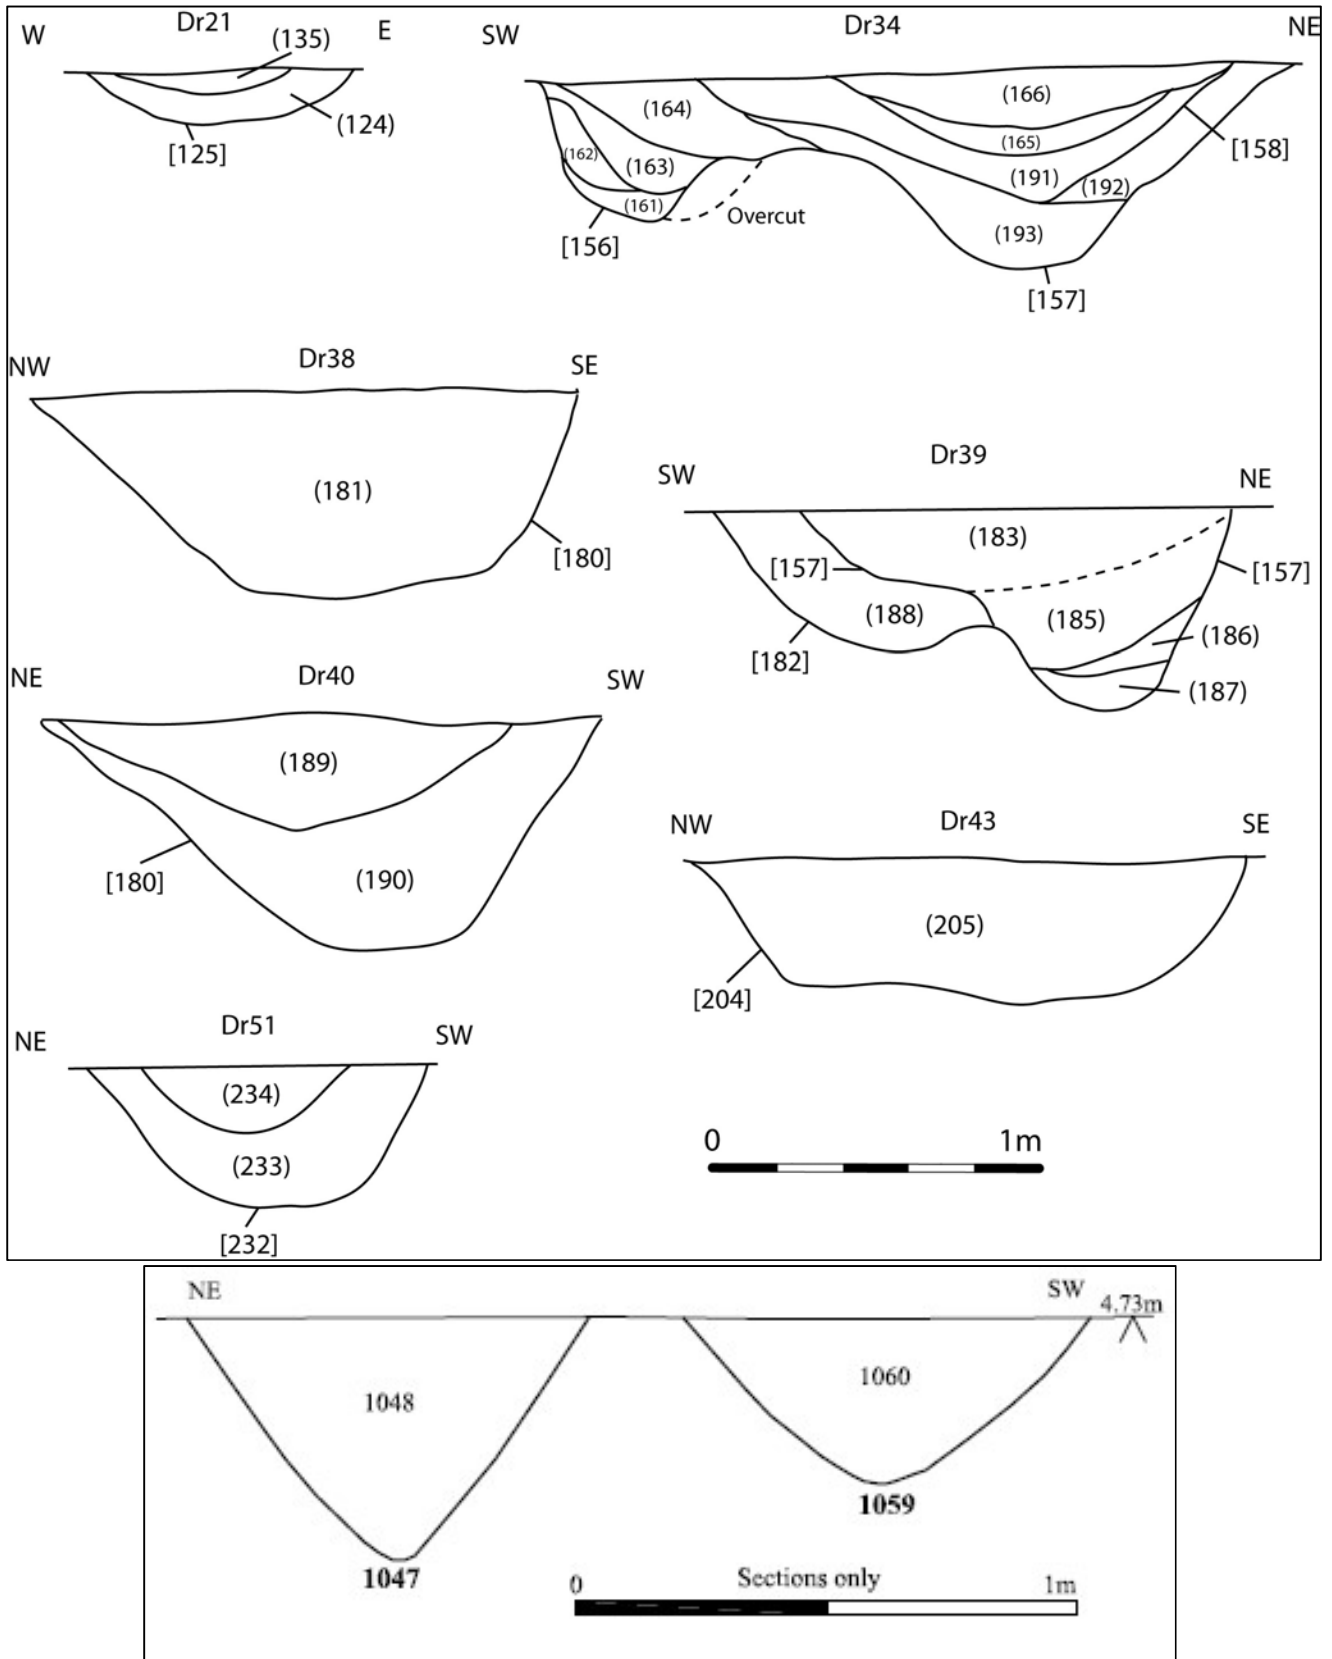 W Dr21 E
(135)
(124)
[125]
SW Dr34 NE
(164) (166)
(162) (163) (165)
(161) (191) (192) [158]
Overcut
[156] (193)
[157]
NW Dr38 SE
(181)
[180]
SW Dr39 NE
(183)
[157] [157]
(188) (185)
(186)
[182]
(187)
NE Dr40 SW
(189)
[180] (190)
NW Dr43 SE
(205)
[204]
NE Dr51 SW
(234)
(233)
[232]
0 1m
NE SW
4.73m
1048 1060
1059
1047
0 Sections only 1m